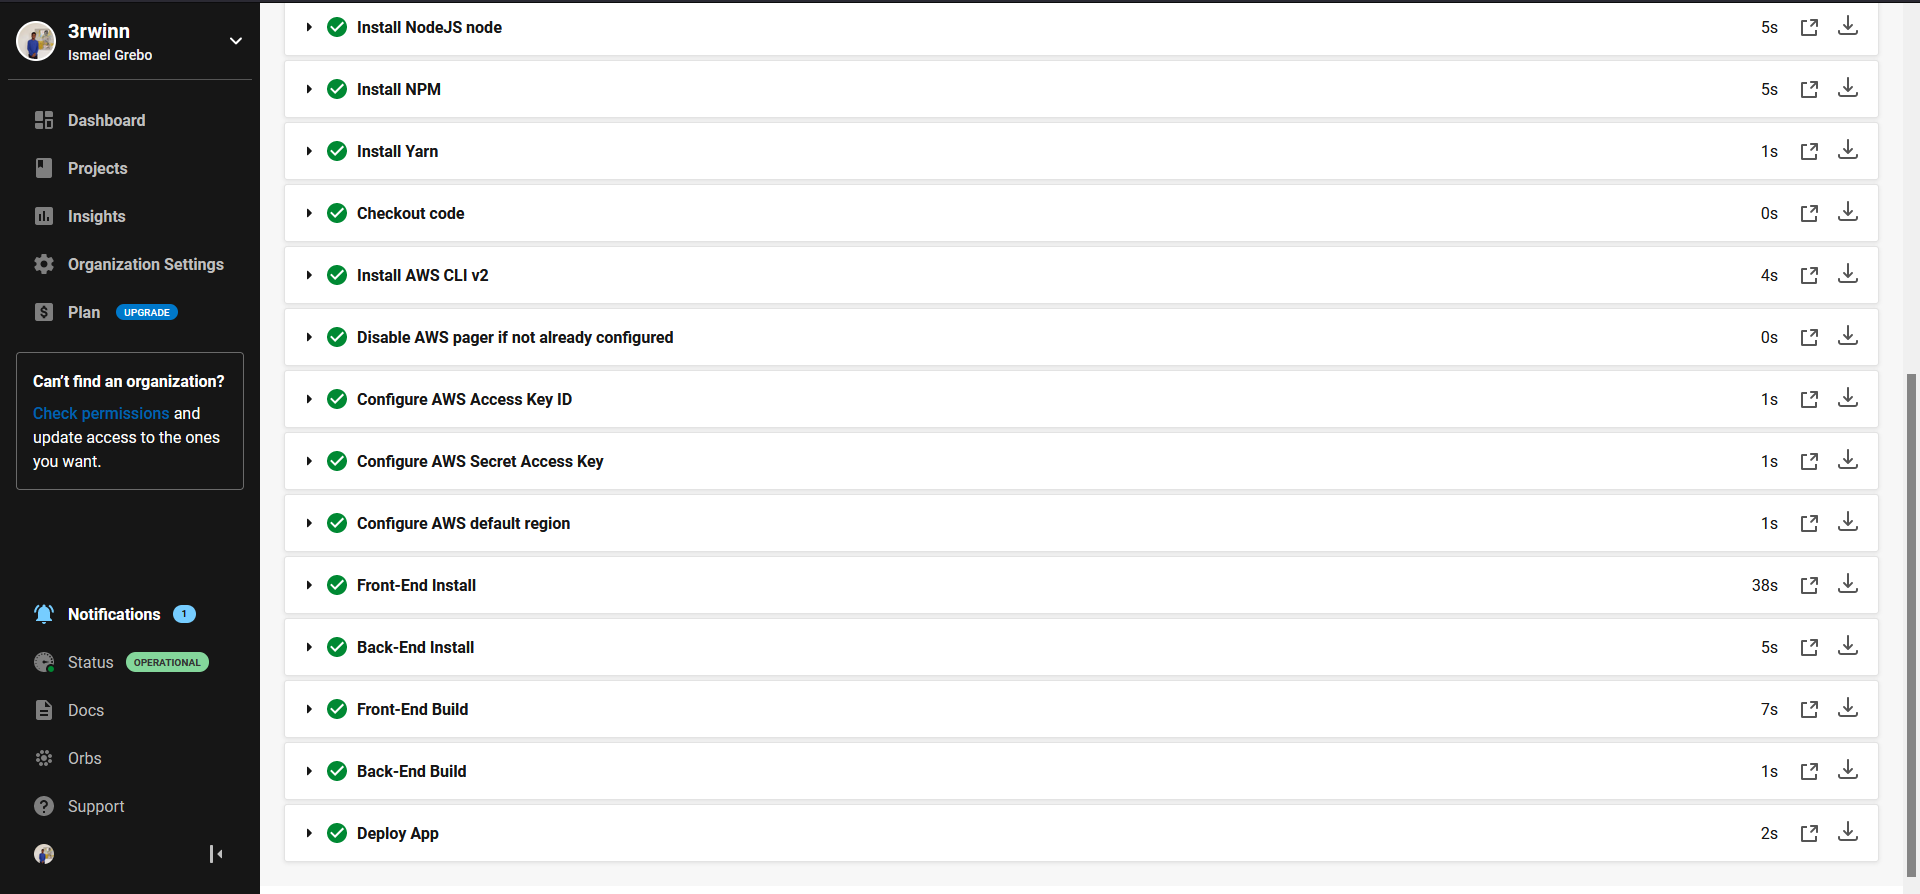 3rwinn
Ismael Grebo
Dashboard
Projects
Insights
Organization Settings
Plan UPGRADE
Can't find an organization?
Check permissions and
update access to the ones
you want.
Notifications 1
Status OPERATIONAL
Docs
Orbs
Support
Install NodeJS node 5s
Install NPM 5s
Install Yarn 1s
Checkout code 0s
Install AWS CLI v2 4s
Disable AWS pager if not already configured 0s
Configure AWS Access Key ID 1s
Configure AWS Secret Access Key 1s
Configure AWS default region 1s
Front-End Install 38s
Back-End Install 5s
Front-End Build 7s
Back-End Build 1s
Deploy App 2s